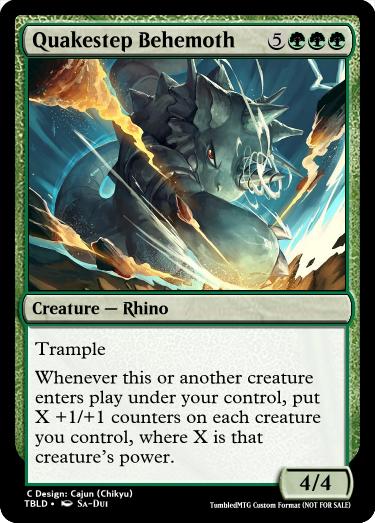 Quakestep Behemoth 5
Creature — Rhino
Trample
Whenever this or another creature
enters play under your control, put
X +1/+1 counters on each creature
you control, where X is that
creature's power.
4/4
C Design: Cajun (Chikyu)
TBLD • Sa-Dui
TumbledMTG Custom Format (NOT FOR SALE)